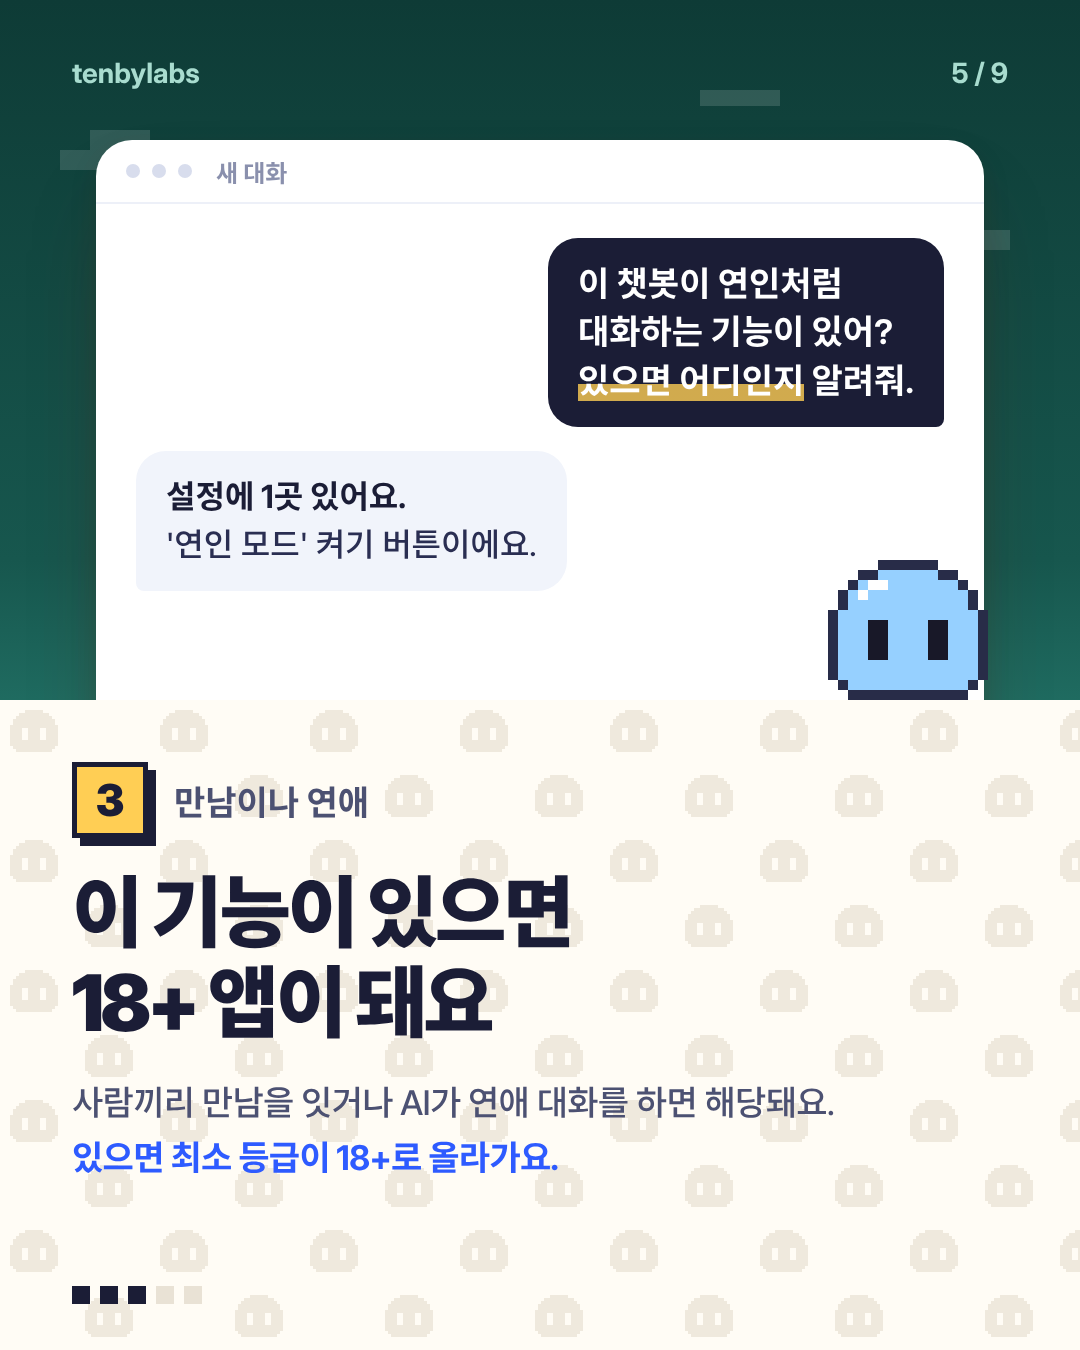 tenbylabs
5 / 9
새 대화
이 챗봇이 연인처럼
대화하는 기능이 있어?
있으면 어디인지 알려줘.
설정에 1곳 있어요.
'연인 모드' 켜기 버튼이에요.
3
만남이나 연애
이 기능이 있으면
18+ 앱이 돼요
사람끼리 만남을 잇거나 AI가 연애 대화를 하면 해당돼요.
있으면 최소 등급이 18+로 올라가요.